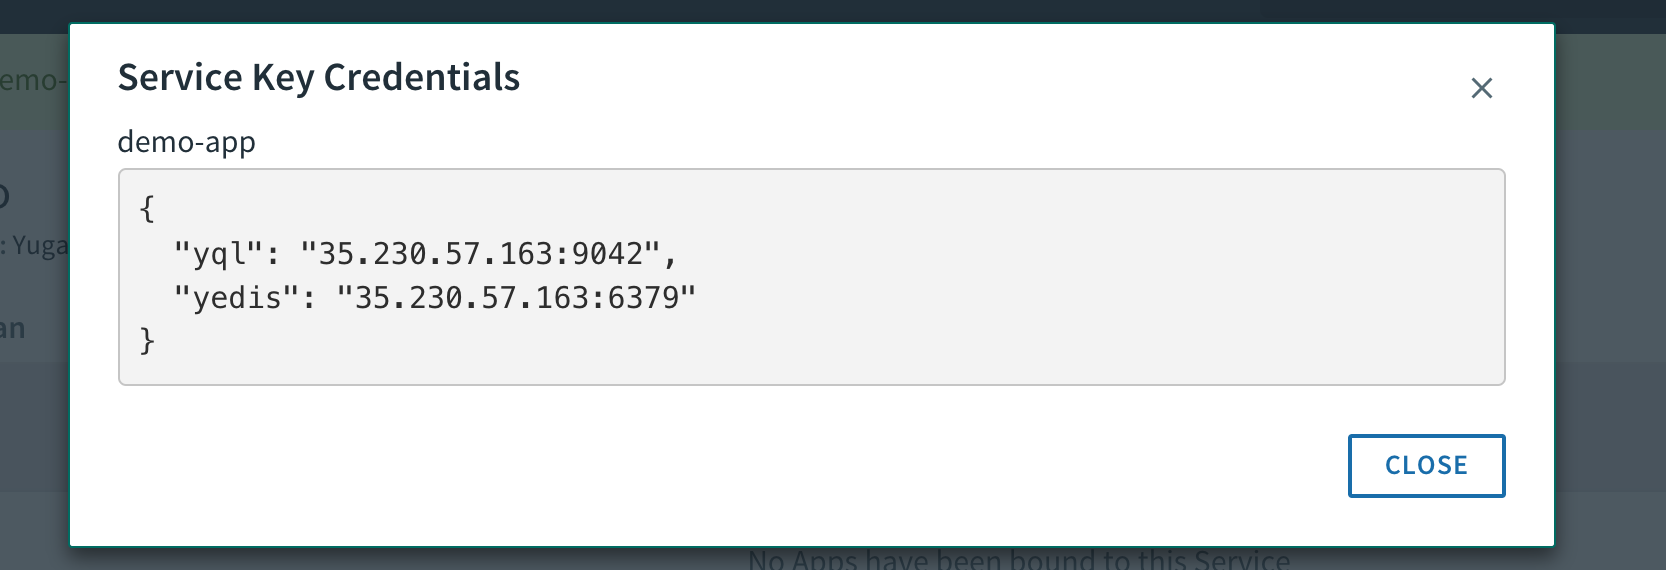 Service Key Credentials
emo-
demo-app
{
"yql": "35.230.57.163:9042",
: Yuga
"yedis": "35.230.57.163:6379"
an
}
CLOSE
No Apps have been bound to this Service